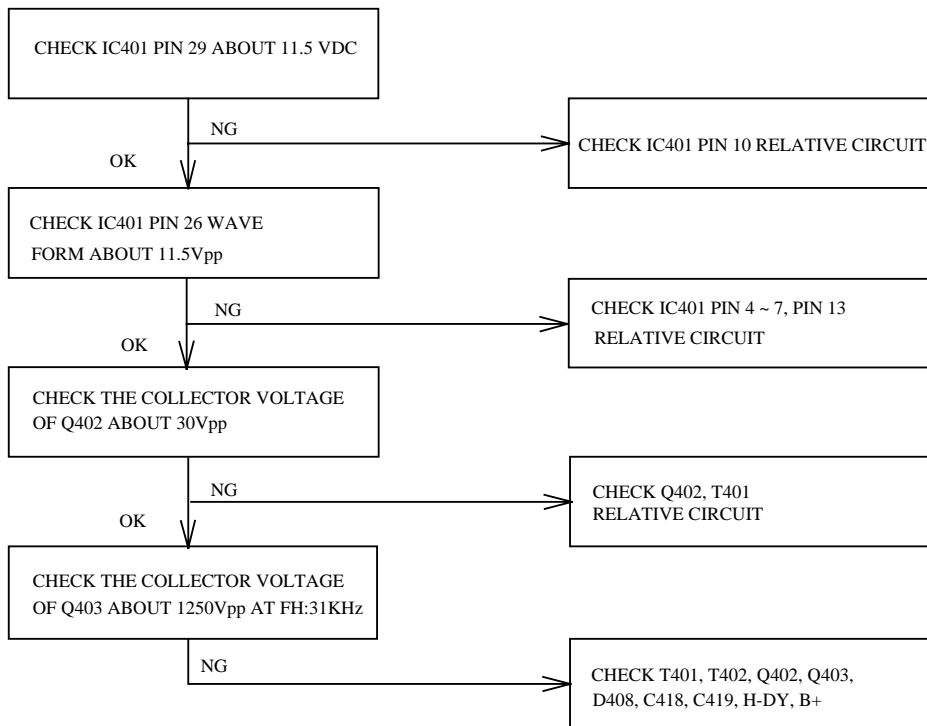 CHECK IC401 PIN 29 ABOUT 11.5 VDC
NG
CHECK IC401 PIN 10 RELATIVE CIRCUIT
OK
CHECK IC401 PIN 26 WAVE
FORM ABOUT 11.5Vpp
NG
CHECK IC401 PIN 4 ~ 7, PIN 13
RELATIVE CIRCUIT
OK
CHECK THE COLLECTOR VOLTAGE
OF Q402 ABOUT 30Vpp
NG
CHECK Q402, T401
RELATIVE CIRCUIT
OK
CHECK THE COLLECTOR VOLTAGE
OF Q403 ABOUT 1250Vpp AT FH:31KHz
NG
CHECK T401, T402, Q402, Q403,
D408, C418, C419, H-DY, B+